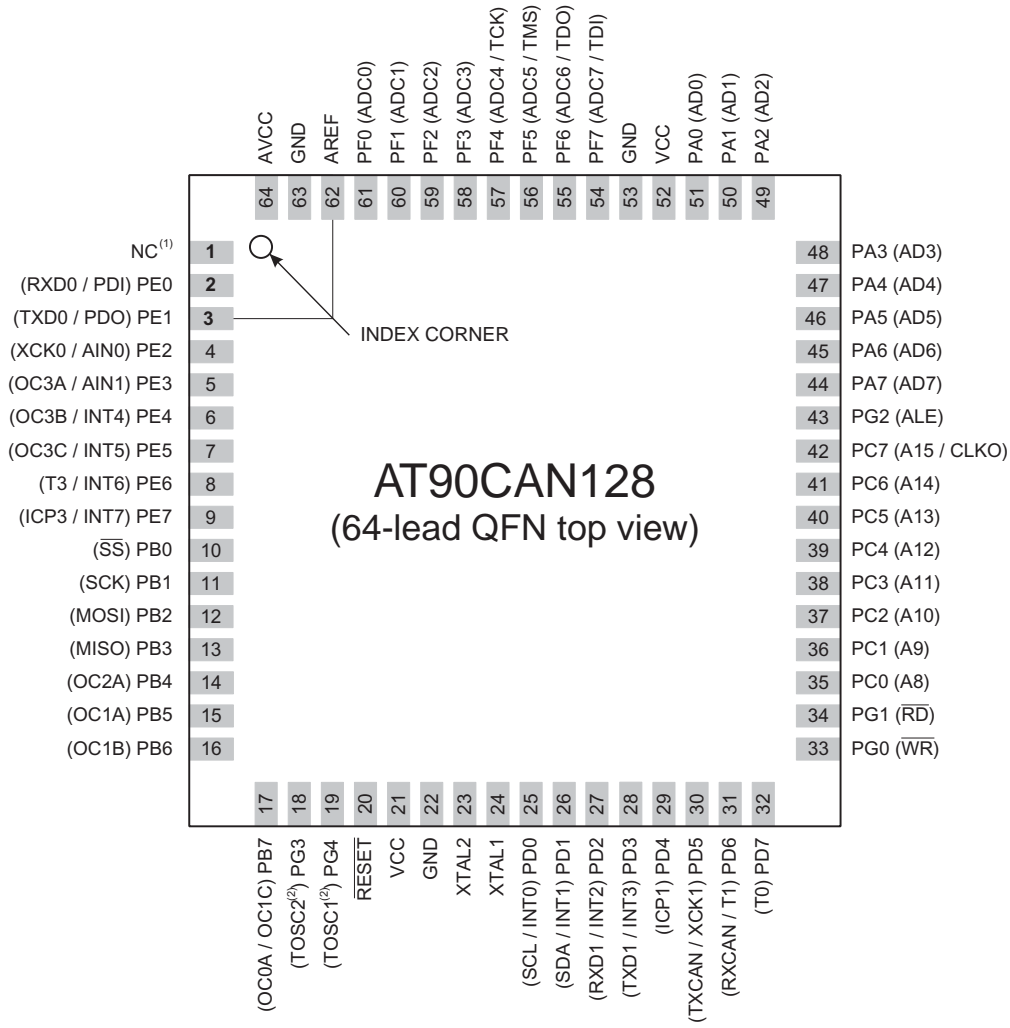 AVCC
GND
AREF
PF0 (ADC0)
PF1 (ADC1)
PF2 (ADC2)
PF3 (ADC3)
PF4 (ADC4 / TCK)
PF5 (ADC5 / TMS)
PF6 (ADC6 / TDO)
PF7 (ADC7 / TDI)
GND
VCC
PA0 (AD0)
PA1 (AD1)
PA2 (AD2)
64
63
62
61
60
59
58
57
56
55
54
53
52
51
50
49
NC(1) 1
(RXD0 / PDI) PE0 2
(TXD0 / PDO) PE1 3
(XCK0 / AIN0) PE2 4
(OC3A / AIN1) PE3 5
(OC3B / INT4) PE4 6
(OC3C / INT5) PE5 7
(T3 / INT6) PE6 8
(ICP3 / INT7) PE7 9
(SS) PB0 10
(SCK) PB1 11
(MOSI) PB2 12
(MISO) PB3 13
(OC2A) PB4 14
(OC1A) PB5 15
(OC1B) PB6 16
INDEX CORNER
AT90CAN128
(64-lead QFN top view)
48 PA3 (AD3)
47 PA4 (AD4)
46 PA5 (AD5)
45 PA6 (AD6)
44 PA7 (AD7)
43 PG2 (ALE)
42 PC7 (A15 / CLKO)
41 PC6 (A14)
40 PC5 (A13)
39 PC4 (A12)
38 PC3 (A11)
37 PC2 (A10)
36 PC1 (A9)
35 PC0 (A8)
34 PG1 (RD)
33 PG0 (WR)
17
18
19
20
21
22
23
24
25
26
27
28
29
30
31
32
(OC0A / OC1C) PB7
(TOSC2(2)) PG3
(TOSC1(2)) PG4
RESET
VCC
GND
XTAL2
XTAL1
(SCL / INT0) PD0
(SDA / INT1) PD1
(RXD1 / INT2) PD2
(TXD1 / INT3) PD3
(ICP1) PD4
(TXCAN / XCK1) PD5
(RXCAN / T1) PD6
(T0) PD7